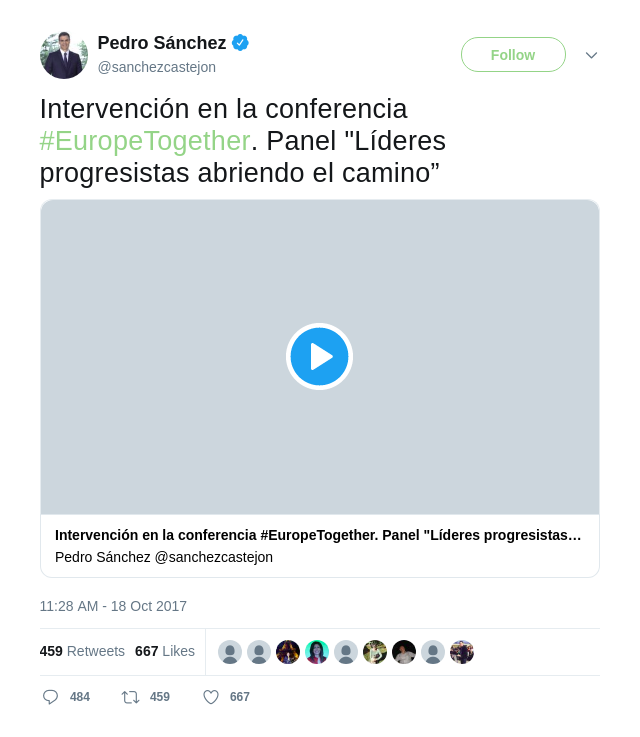 Pedro Sánchez
@sanchezcastejon
Follow
Intervención en la conferencia
#EuropeTogether. Panel "Líderes
progresistas abriendo el camino”
Intervención en la conferencia #EuropeTogether. Panel "Líderes progresistas…
Pedro Sánchez @sanchezcastejon
11:28 AM - 18 Oct 2017
459 Retweets 667 Likes
484 459 667